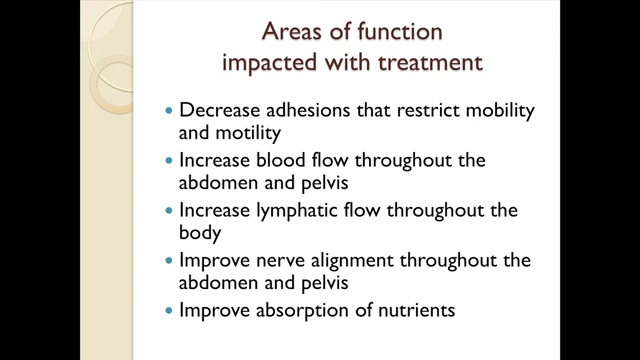 Areas of function
impacted with treatment
• Decrease adhesions that restrict mobility
and motility
• Increase blood flow throughout the
abdomen and pelvis
• Increase lymphatic flow throughout the
body
• Improve nerve alignment throughout the
abdomen and pelvis
• Improve absorption of nutrients